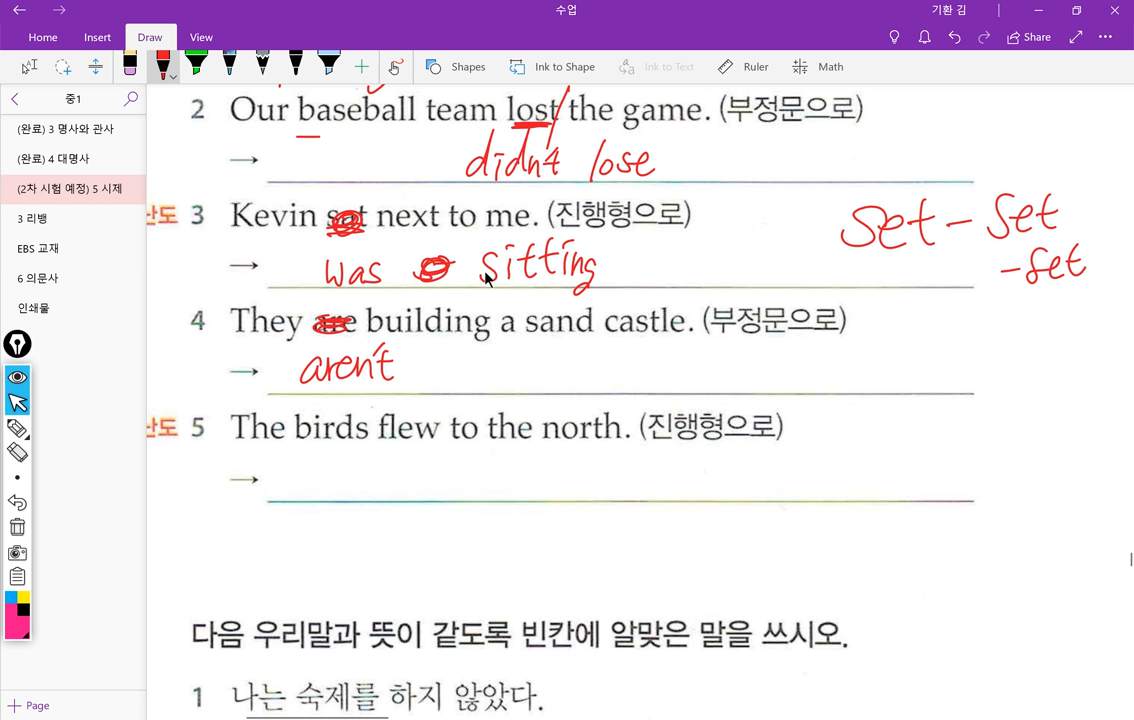 수업
기환 김
Home Insert Draw View
Share
Shapes Ink to Shape Ink to Text Ruler Math
중1
(완료) 3 명사와 관사
(완료) 4 대명사
(2차 시험 예정) 5 시제
3 리뱅
EBS 교재
6 의문사
인쇄물
Page
2 Our baseball team lost the game. (부정문으로)
→ didn't lose
난도 3 Kevin next to me. (진행형으로)
→ was sitting
set - set
- set
4 They are building a sand castle. (부정문으로)
→ aren't
난도 5 The birds flew to the north. (진행형으로)
→
다음 우리말과 뜻이 같도록 빈칸에 알맞은 말을 쓰시오.
1 나는 숙제를 하지 않았다.